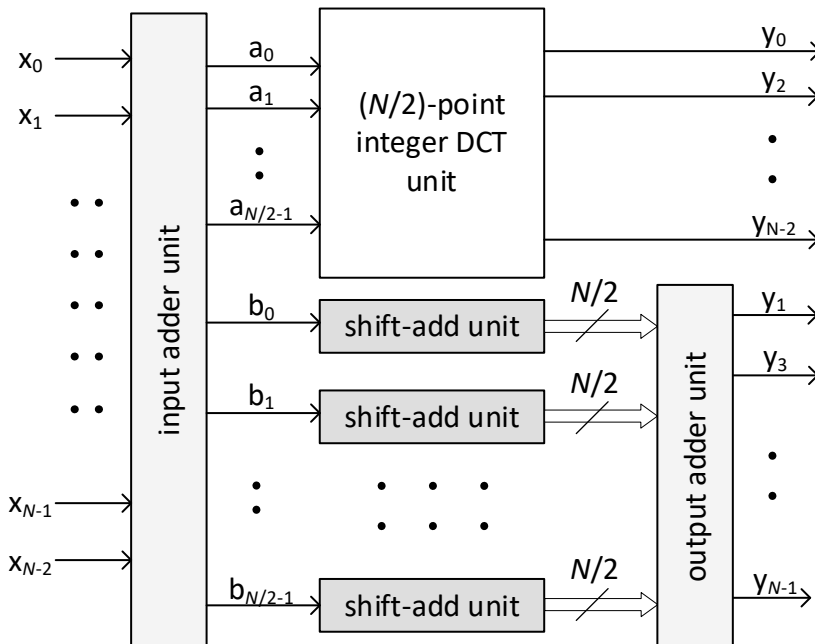 x0
x1
xN-1
xN-2
input adder unit
a0
a1
aN/2-1
b0
b1
bN/2-1
(N/2)-point
integer DCT
unit
shift-add unit
shift-add unit
shift-add unit
N/2
N/2
N/2
output adder unit
y0
y2
yN-2
y1
y3
yN-1